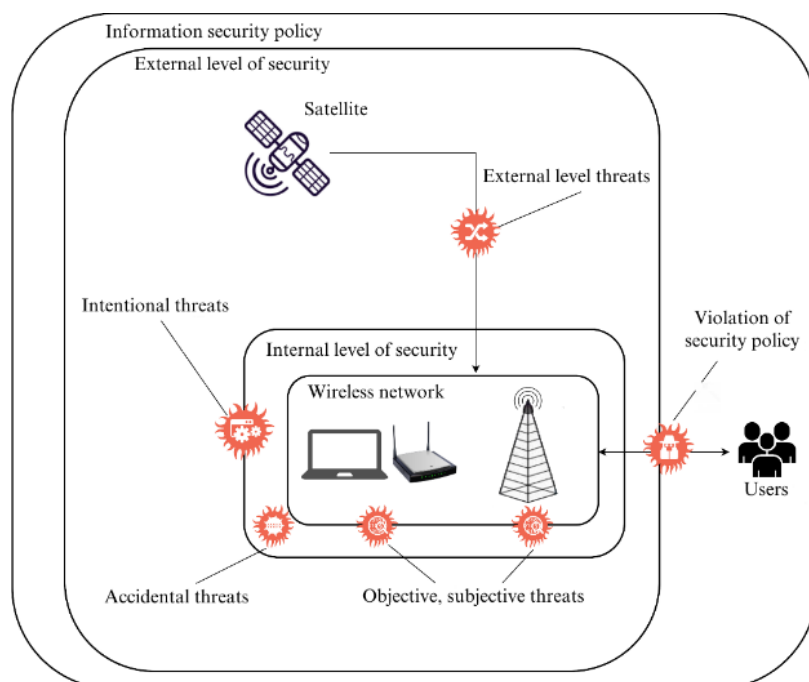 Information security policy
External level of security
Satellite
External level threats
Intentional threats
Violation of
security policy
Internal level of security
Wireless network
Users
Accidental threats
Objective, subjective threats